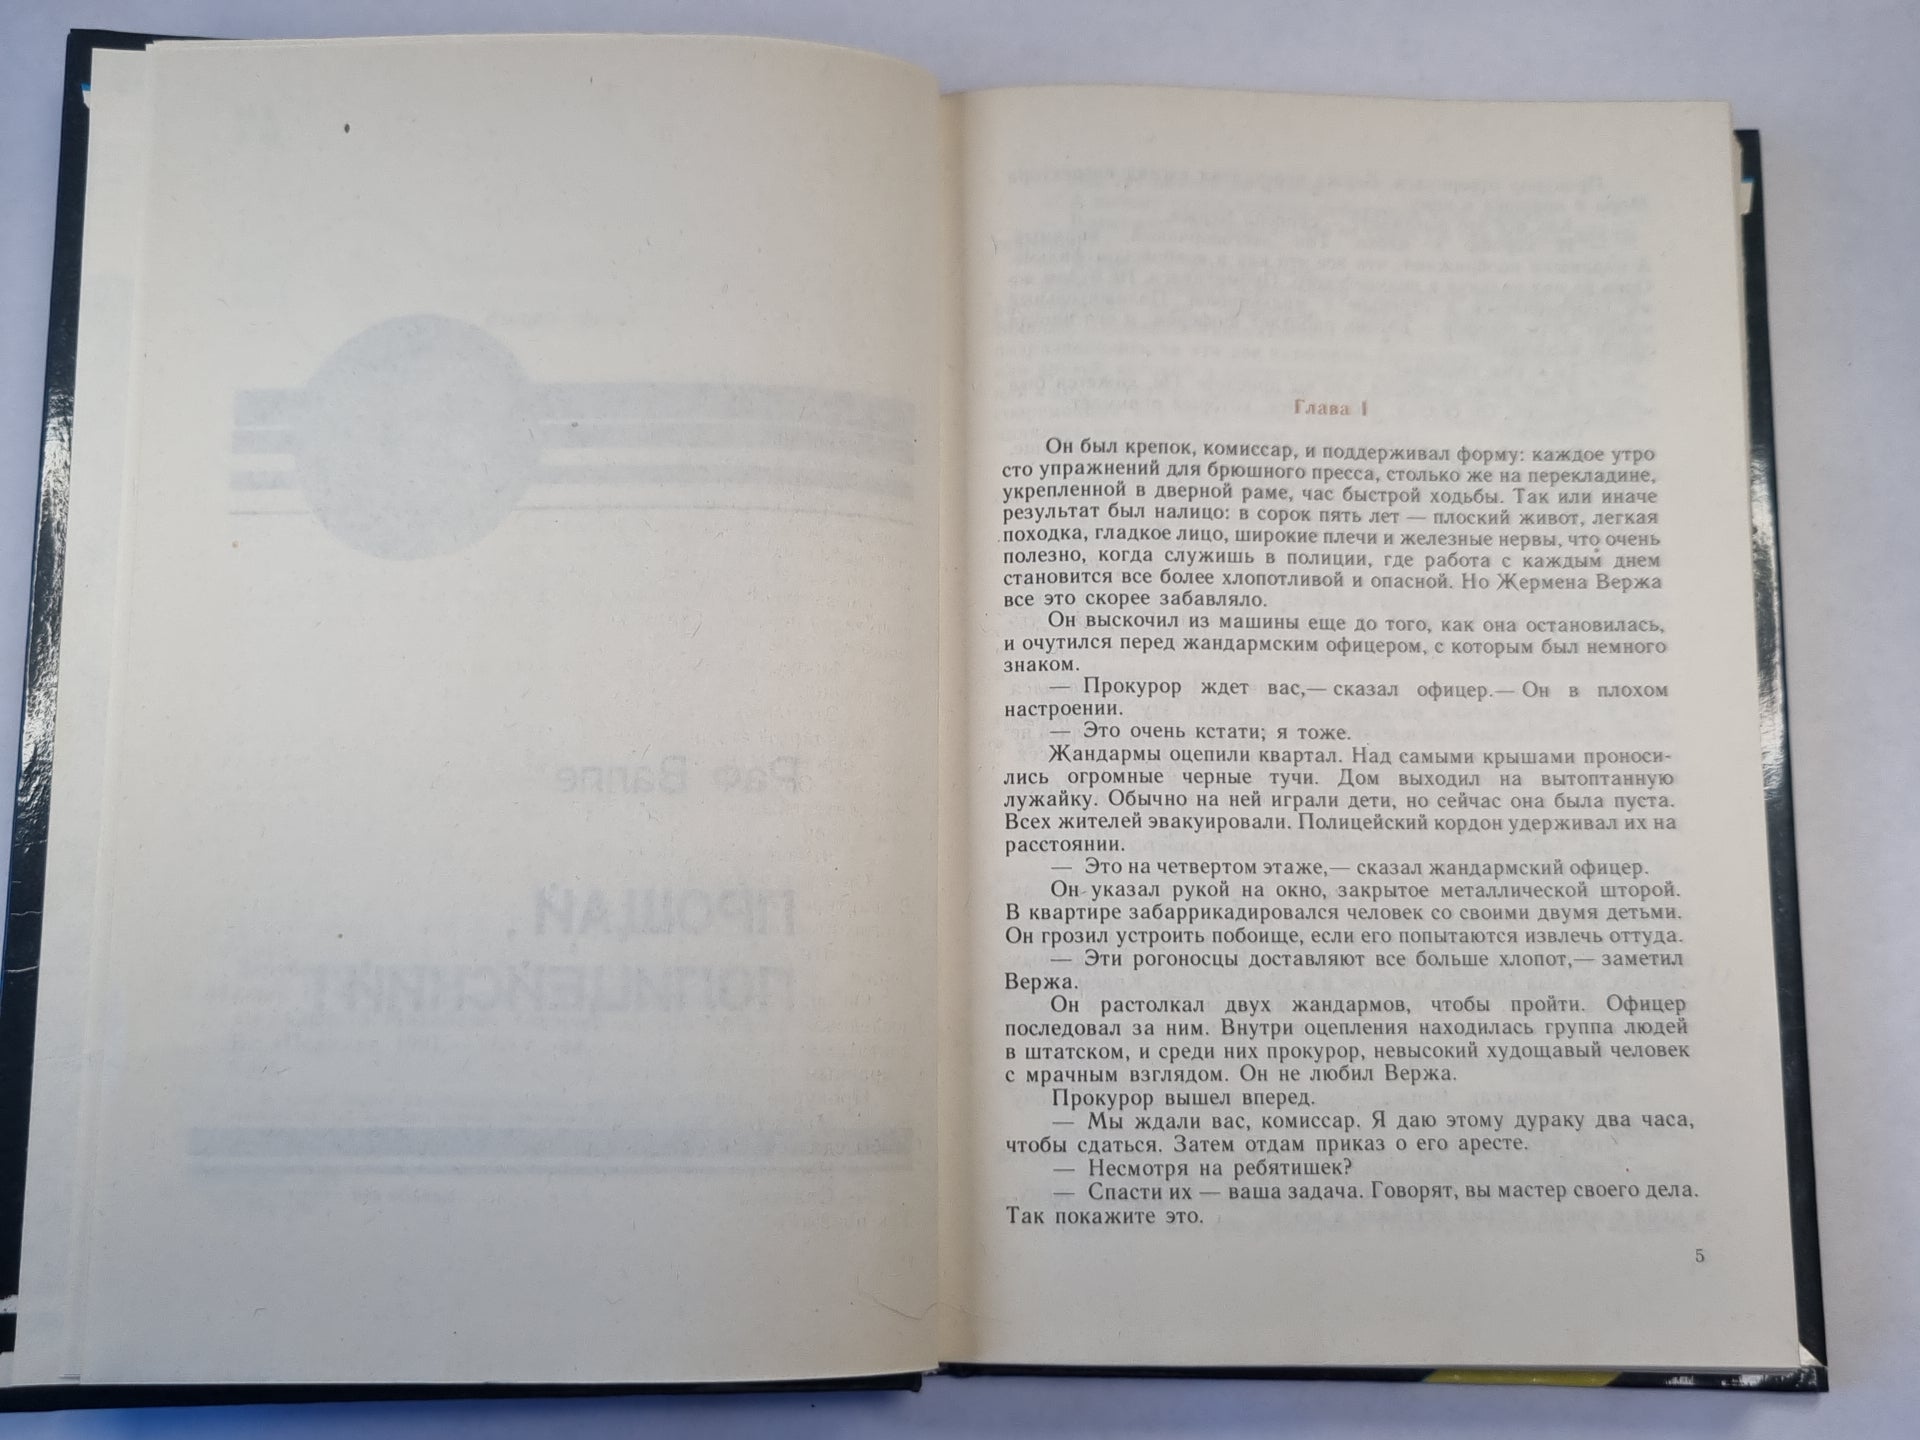 Раф Валле
ПРОЩАЙ,
ПОЛИЦЕЙСКИЙ!
Глава I
Он был крепок, комиссар, и поддерживал форму: каждое утро
сто упражнений для брюшного пресса, столько же на перекладине,
укрепленной в дверной раме, час быстрой ходьбы. Так или иначе
результат был налицо: в сорок пять лет — плоский живот, легкая
походка, гладкое лицо, широкие плечи и железные нервы, что очень
полезно, когда служишь в полиции, где работа с каждым днем
становится все более хлопотливой и опасной. Но Жермена Вержа
все это скорее забавляло.
Он выскочил из машины еще до того, как она остановилась,
и очутился перед жандармским офицером, с которым был немного
знаком.
— Прокурор ждет вас,— сказал офицер.— Он в плохом
настроении.
— Это очень кстати; я тоже.
Жандармы оцепили квартал. Над самыми крышами проноси-
лись огромные черные тучи. Дом выходил на вытоптанную
лужайку. Обычно на ней играли дети, но сейчас она была пуста.
Всех жителей эвакуировали. Полицейский кордон удерживал их на
расстоянии.
— Это на четвертом этаже,— сказал жандармский офицер.
Он указал рукой на окно, закрытое металлической шторой.
В квартире забаррикадировался человек со своими двумя детьми.
Он грозил устроить побоище, если его попытаются извлечь оттуда.
— Эти рогоносцы доставляют все больше хлопот,— заметил
Вержа.
Он растолкал двух жандармов, чтобы пройти. Офицер
последовал за ним. Внутри оцепления находилась группа людей
в штатском, и среди них прокурор, невысокий худощавый человек
с мрачным взглядом. Он не любил Вержа.
Прокурор вышел вперед.
— Мы ждали вас, комиссар. Я даю этому дураку два часа,
чтобы сдаться. Затем отдам приказ о его аресте.
— Несмотря на ребятишек?
— Спасти их — ваша задача. Говорят, вы мастер своего дела.
Так покажите это.
5